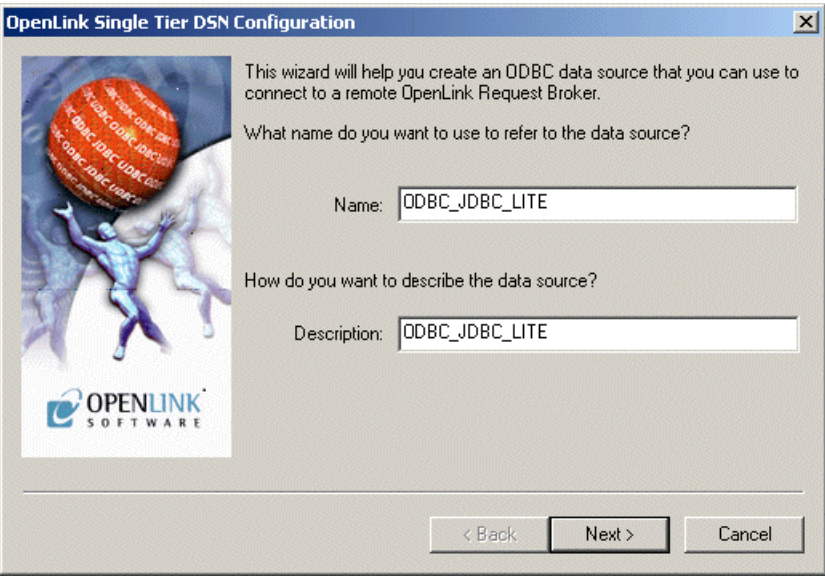 OpenLink Single Tier DSN Configuration
This wizard will help you create an ODBC data source that you can use to
connect to a remote OpenLink Request Broker.
What name do you want to use to refer to the data source?
Name: ODBC_JDBC_LITE
How do you want to describe the data source?
Description: ODBC_JDBC_LITE
OPENLINK
SOFTWARE
< Back
Next >
Cancel